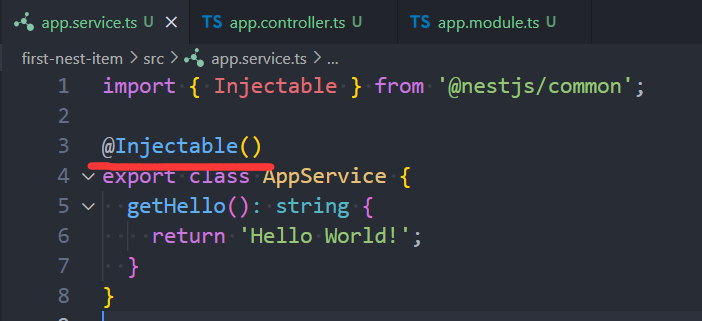 app.service.ts U × TS app.controller.ts U TS app.module.ts U
first-nest-item > src > app.service.ts > ...
1 import { Injectable } from '@nestjs/common';
2
3 @Injectable()
4 export class AppService {
5 getHello(): string {
6 return 'Hello World!';
7 }
8 }